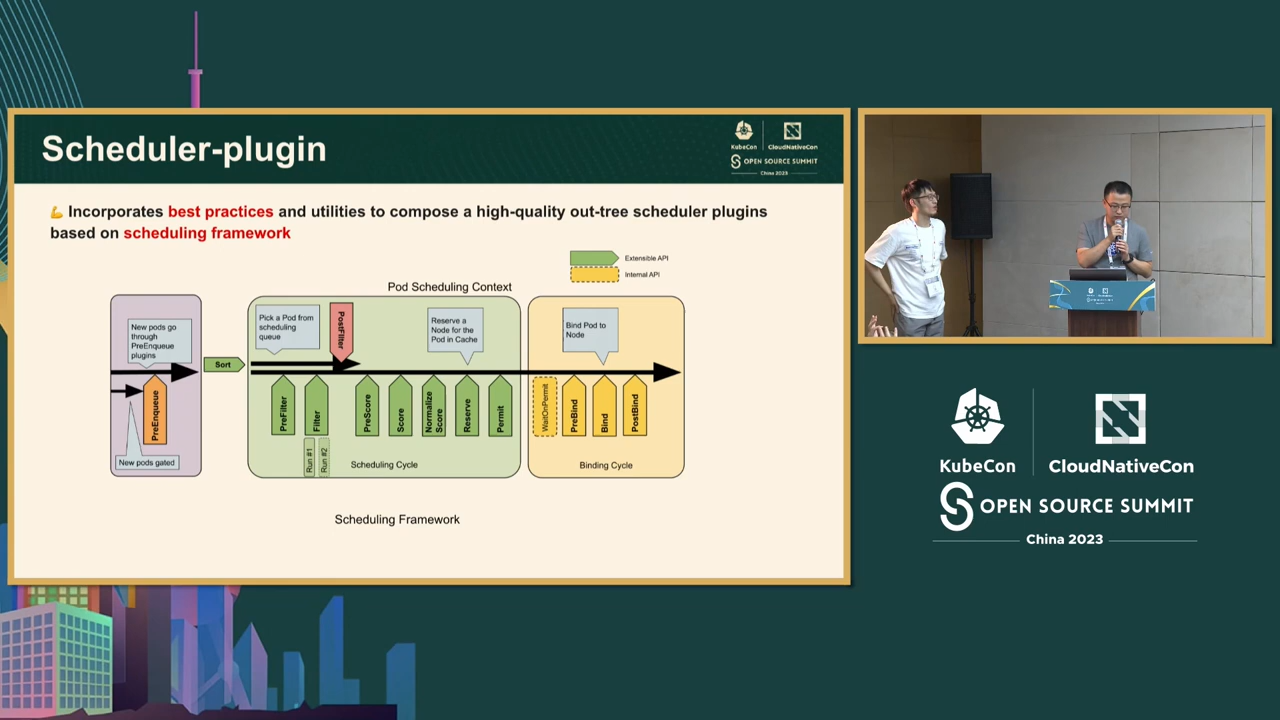 Scheduler-plugin
KubeCon
CloudNativeCon
OPEN SOURCE SUMMIT
China 2023
💪 Incorporates best practices and utilities to compose a high-quality out-tree scheduler plugins
based on scheduling framework
Extensible API
Internal API
Pod Scheduling Context
New pods go
through
PreEnqueue
plugins
PreEnqueue
New pods gated
Sort
Pick a Pod from
scheduling
queue
PostFilter
Reserve a
Node for the
Pod in Cache
PreFilter
Filter
Run #1
Run #2
PreScore
Score
Normalize
Score
Reserve
Permit
Scheduling Cycle
Bind Pod to
Node
WaitOnPermit
PreBind
Bind
PostBind
Binding Cycle
Scheduling Framework
KubeCon
CloudNativeCon
OPEN SOURCE SUMMIT
China 2023